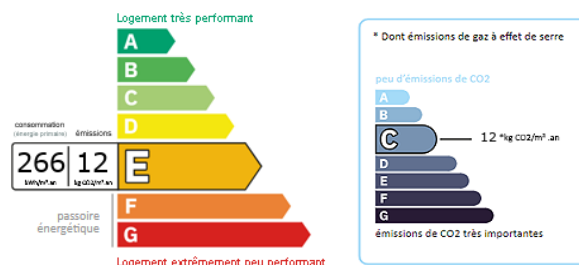 Logement très performant
A
B
C
D
consommation
(énergie primaire)
émissions
266
12
kWh/m².an
kg CO2/m².an
E
F
G
passoire
énergétique
Logement extrêmement peu performant
* Dont émissions de gaz à effet de serre
peu d'émissions de CO2
A
B
C
12 *kg CO2/m² .an
D
E
F
G
émissions de CO2 très importantes